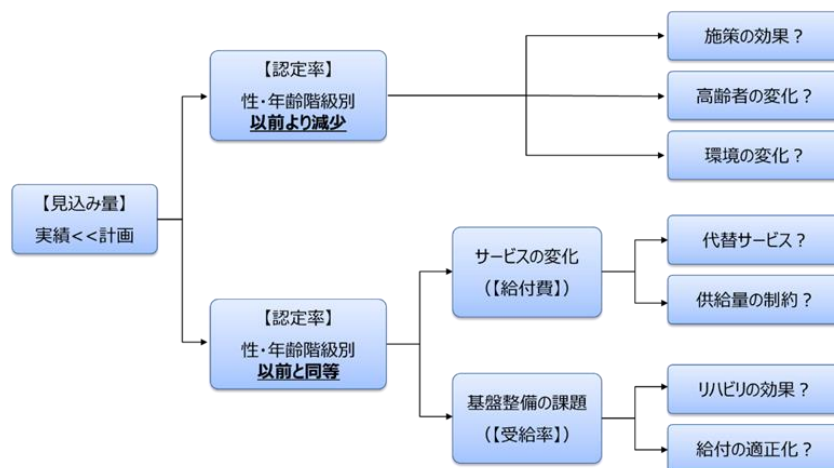 【見込み量】
実績<<計画
【認定率】
性・年齢階級別
以前より減少
施策の効果？
高齢者の変化？
環境の変化？
【認定率】
性・年齢階級別
以前と同等
サービスの変化
（【給付費】）
代替サービス？
供給量の制約？
基盤整備の課題
（【受給率】）
リハビリの効果？
給付の適正化？